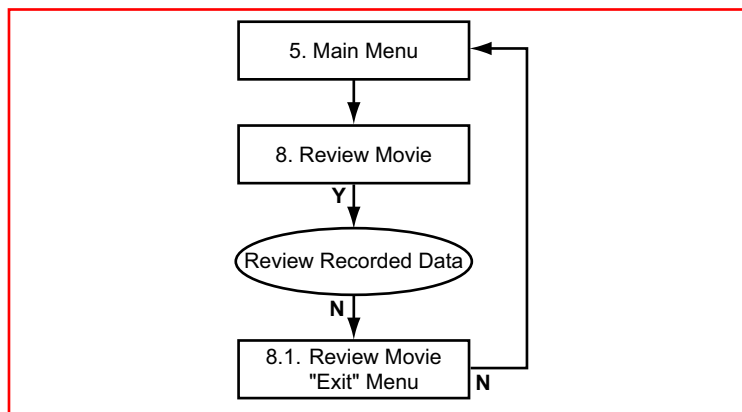 5. Main Menu
8. Review Movie
Y
Review Recorded Data
N
8.1. Review Movie
"Exit" Menu
N